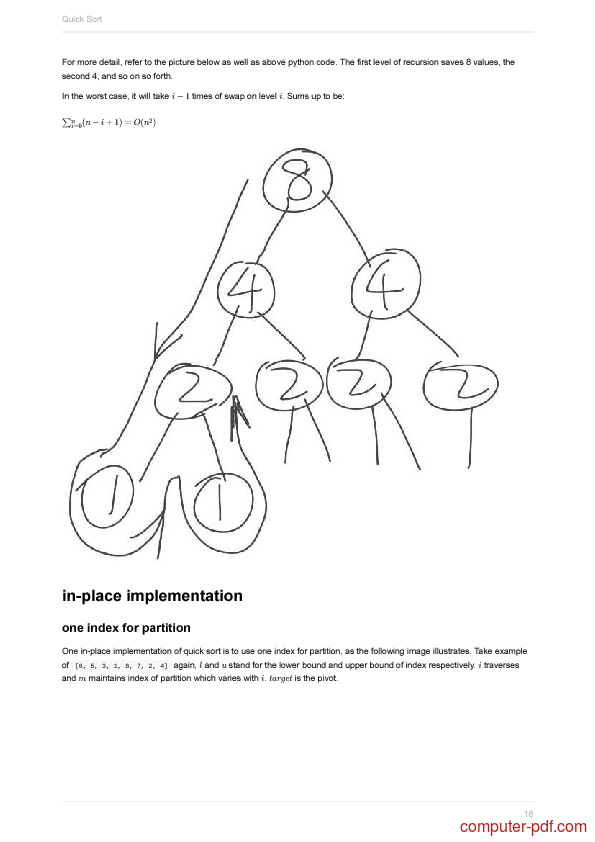 Quick Sort
For more detail, refer to the picture below as well as above python code. The first level of recursion saves 8 values, the
second 4, and so on so forth.
In the worst case, it will take i − 1 times of swap on level i. Sums up to be:
∑ⁿᵢ₌₀(n − i + 1) = O(n²)
8
4 4
2 2 2 2
1 1
in-place implementation
one index for partition
One in-place implementation of quick sort is to use one index for partition, as the following image illustrates. Take example
of [6, 5, 3, 1, 8, 7, 2, 4] again, l and u stand for the lower bound and upper bound of index respectively. i traverses
and m maintains index of partition which varies with i. target is the pivot.
18
computer-pdf.com